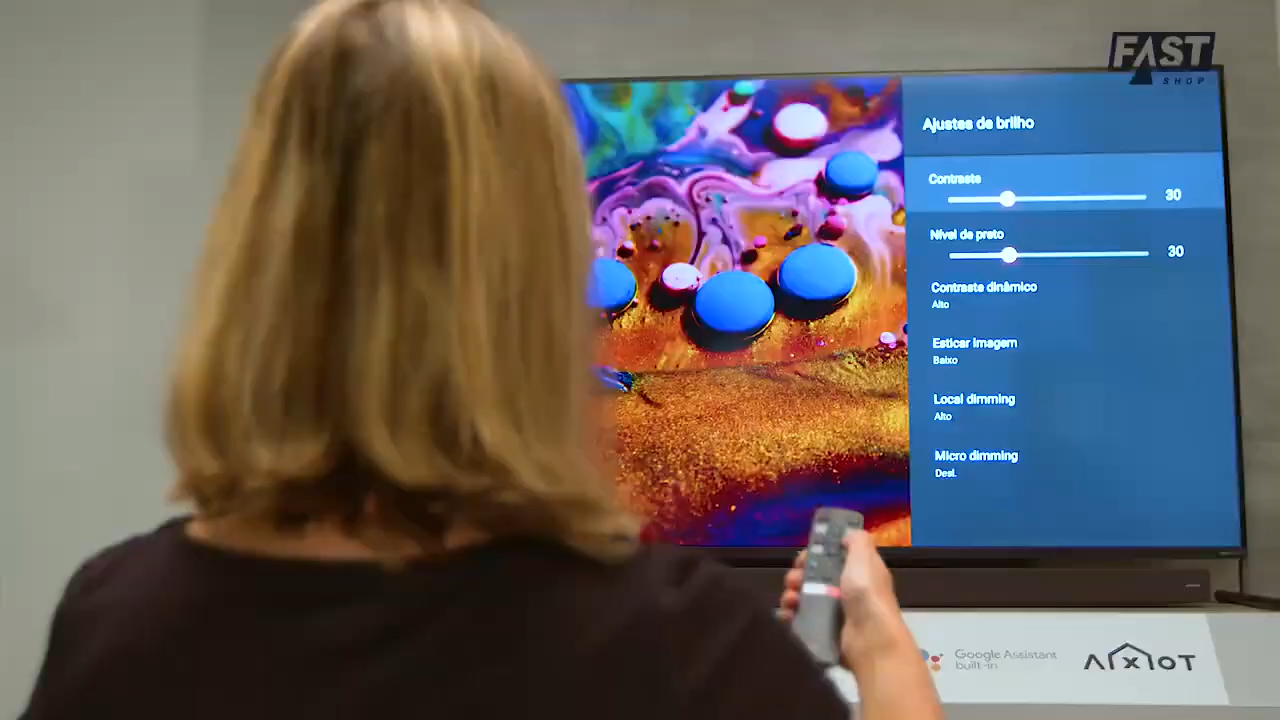 FAST
SHOP
Ajustes de brilho
Contraste
30
Nível de preto
30
Contraste dinâmico
Alto
Esticar imagem
Baixo
Local dimming
Alto
Micro dimming
Desl.
Google Assistant
built-in
AIxIOT